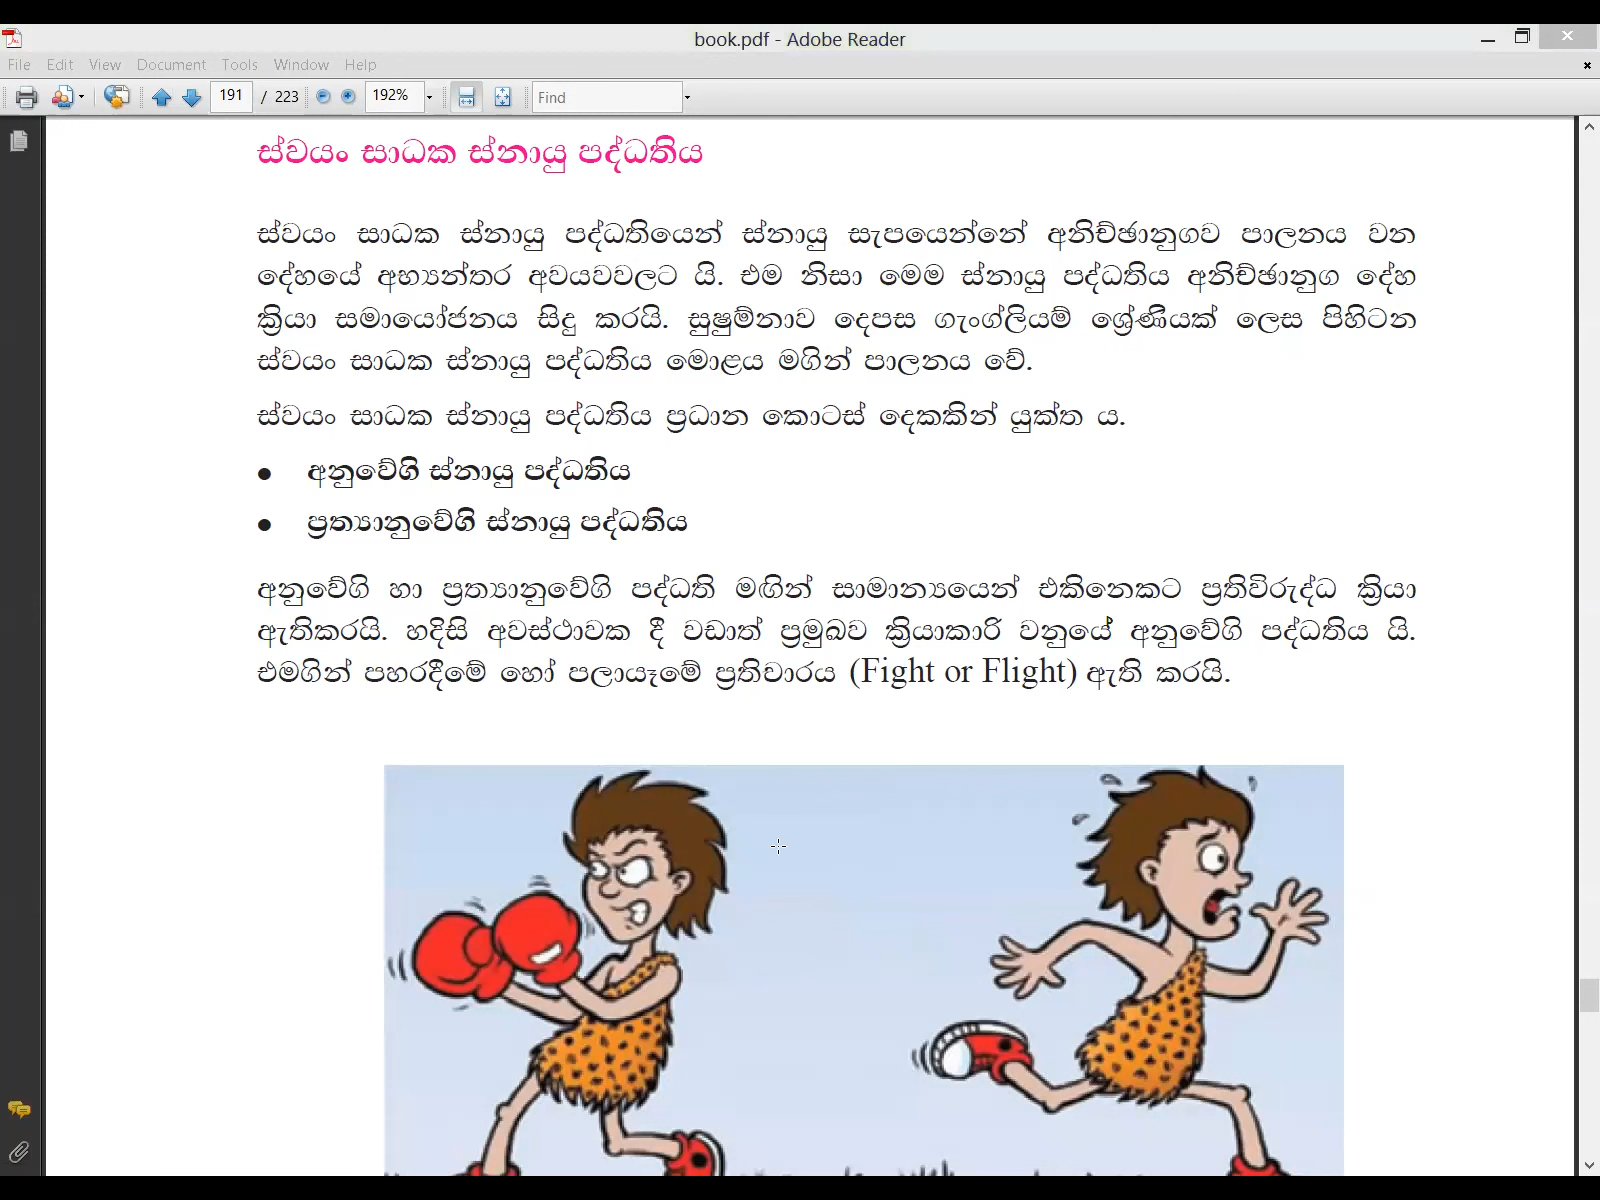 book.pdf - Adobe Reader
File Edit View Document Tools Window Help
191 / 223 192% Find
ස්වයං සාධක ස්නායු පද්ධතිය
ස්වයං සාධක ස්නායු පද්ධතියෙන් ස්නායු සැපයෙන්නේ අනිච්ඡානුගව පාලනය වන
දේහයේ අභ්‍යන්තර අවයවවලට යි. එම නිසා මෙම ස්නායු පද්ධතිය අනිච්ඡානුග දේහ
ක්‍රියා සමායෝජනය සිදු කරයි. සුෂුම්නාව දෙපස ගැංග්ලියම් ශ්‍රේණියක් ලෙස පිහිටන
ස්වයං සාධක ස්නායු පද්ධතිය මොළය මගින් පාලනය වේ.
ස්වයං සාධක ස්නායු පද්ධතිය ප්‍රධාන කොටස් දෙකකින් යුක්ත ය.
● අනුවේගි ස්නායු පද්ධතිය
● ප්‍රත්‍යානුවේගි ස්නායු පද්ධතිය
අනුවේගි හා ප්‍රත්‍යානුවේගි පද්ධති මඟින් සාමාන්‍යයෙන් එකිනෙකට ප්‍රතිවිරුද්ධ ක්‍රියා
ඇතිකරයි. හදිසි අවස්ථාවක දී වඩාත් ප්‍රමුඛව ක්‍රියාකාරි වනුයේ අනුවේගි පද්ධතිය යි.
එමගින් පහරදීමේ හෝ පලායෑමේ ප්‍රතිචාරය (Fight or Flight) ඇති කරයි.